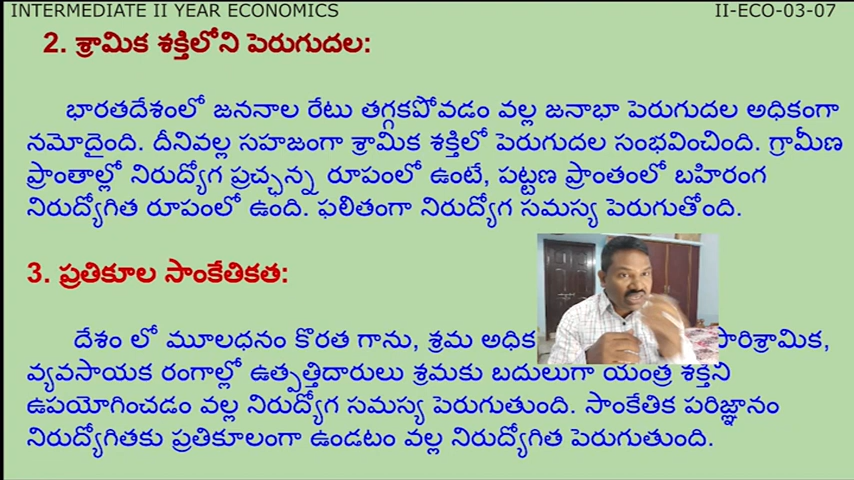 INTERMEDIATE II YEAR ECONOMICS II-ECO-03-07
2. శ్రామిక శక్తిలోని పెరుగుదల:
భారతదేశంలో జననాల రేటు తగ్గకపోవడం వల్ల జనాభా పెరుగుదల అధికంగా
నమోదైంది. దీనివల్ల సహజంగా శ్రామిక శక్తిలో పెరుగుదల సంభవించింది. గ్రామీణ
ప్రాంతాల్లో నిరుద్యోగ ప్రచ్ఛన్న రూపంలో ఉంటే, పట్టణ ప్రాంతంలో బహిరంగ
నిరుద్యోగిత రూపంలో ఉంది. ఫలితంగా నిరుద్యోగ సమస్య పెరుగుతోంది.
3. ప్రతికూల సాంకేతికత:
దేశం లో మూలధనం కొరత గాను, శ్రమ అధిక పారిశ్రామిక,
వ్యవసాయక రంగాల్లో ఉత్పత్తిదారులు శ్రమకు బదులుగా యంత్ర శక్తిని
ఉపయోగించడం వల్ల నిరుద్యోగ సమస్య పెరుగుతుంది. సాంకేతిక పరిజ్ఞానం
నిరుద్యోగితకు ప్రతికూలంగా ఉండటం వల్ల నిరుద్యోగిత పెరుగుతుంది.